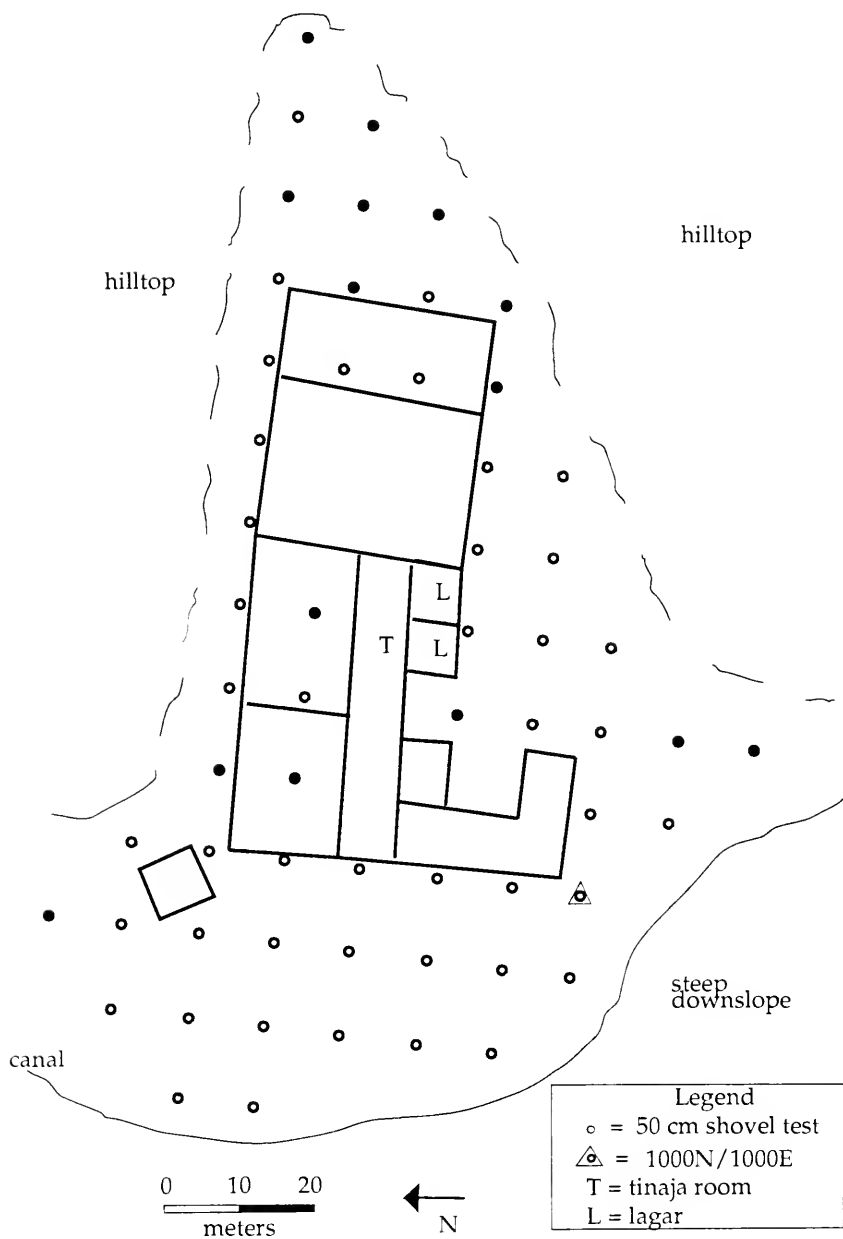 hilltop
hilltop
L
T
L
steep
downslope
canal
Legend
= 50 cm shovel test
= 1000N/1000E
T = tinaja room
L = lagar
0 10 20
meters
N